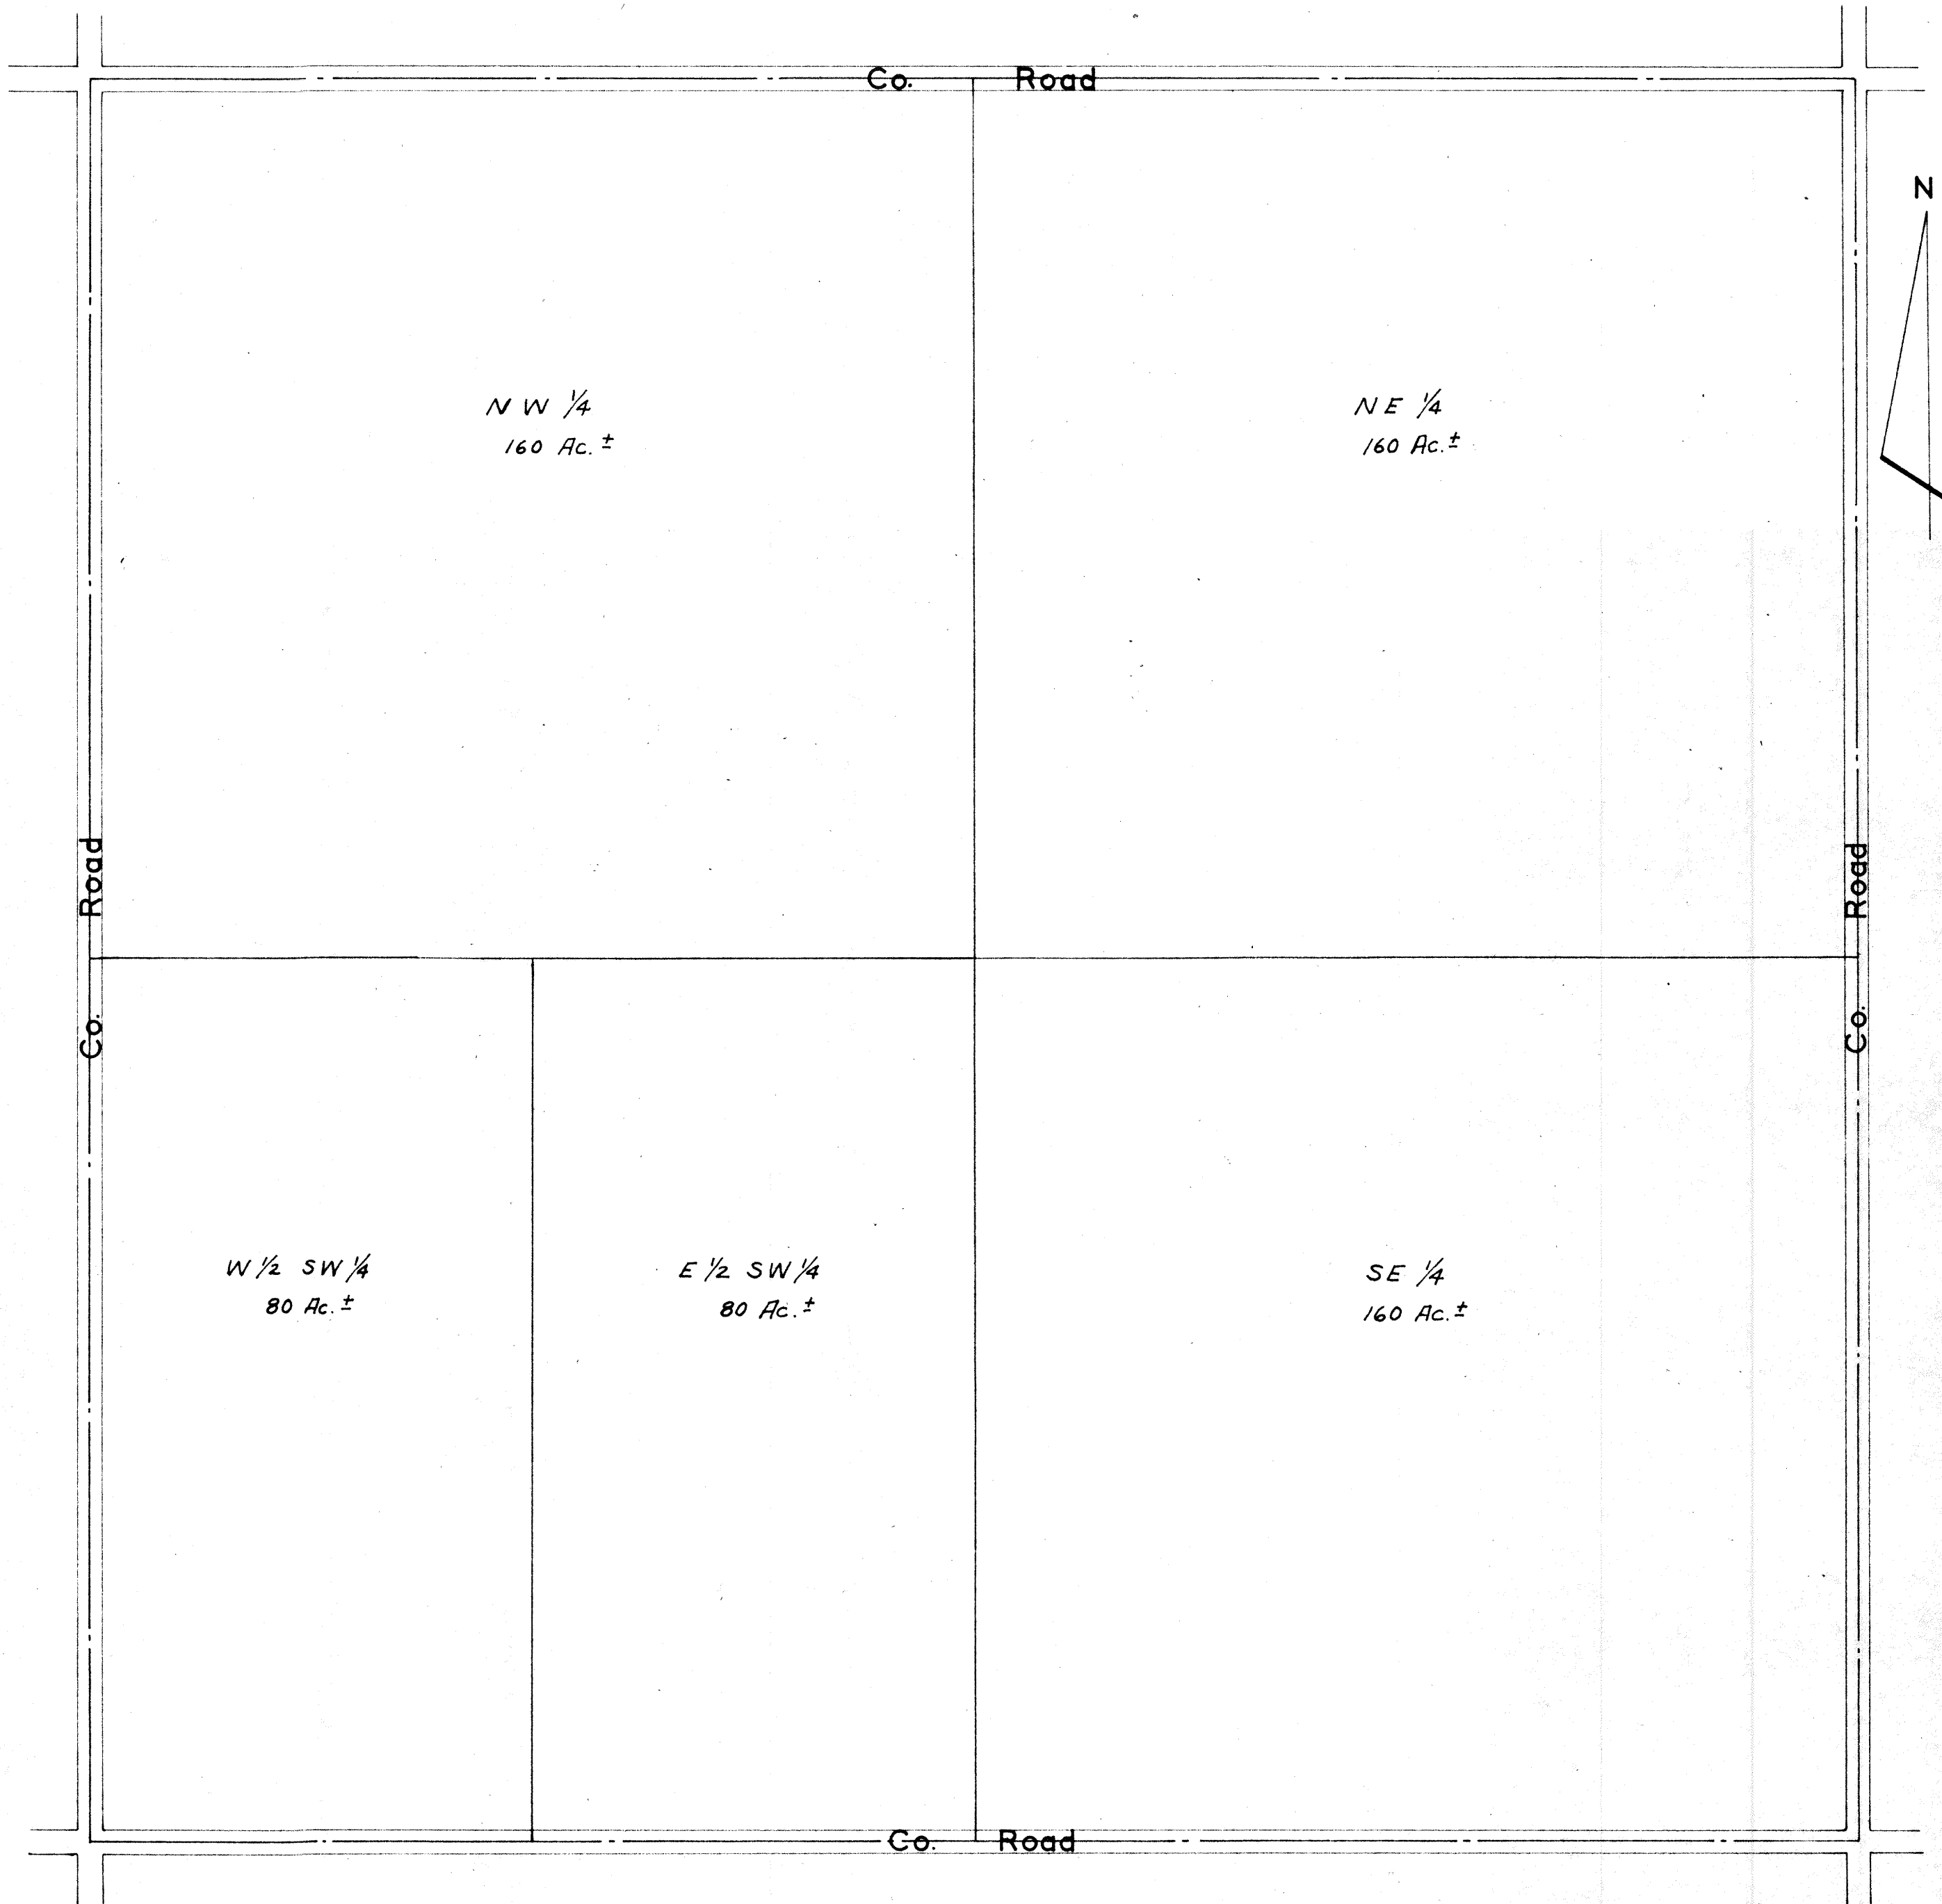 Co. Road
N
NW 1/4
160 Ac. ±
NE 1/4
160 Ac. ±
Co. Road
Co. Road
W 1/2 SW 1/4
80 Ac. ±
E 1/2 SW 1/4
80 Ac. ±
SE 1/4
160 Ac. ±
Co. Road